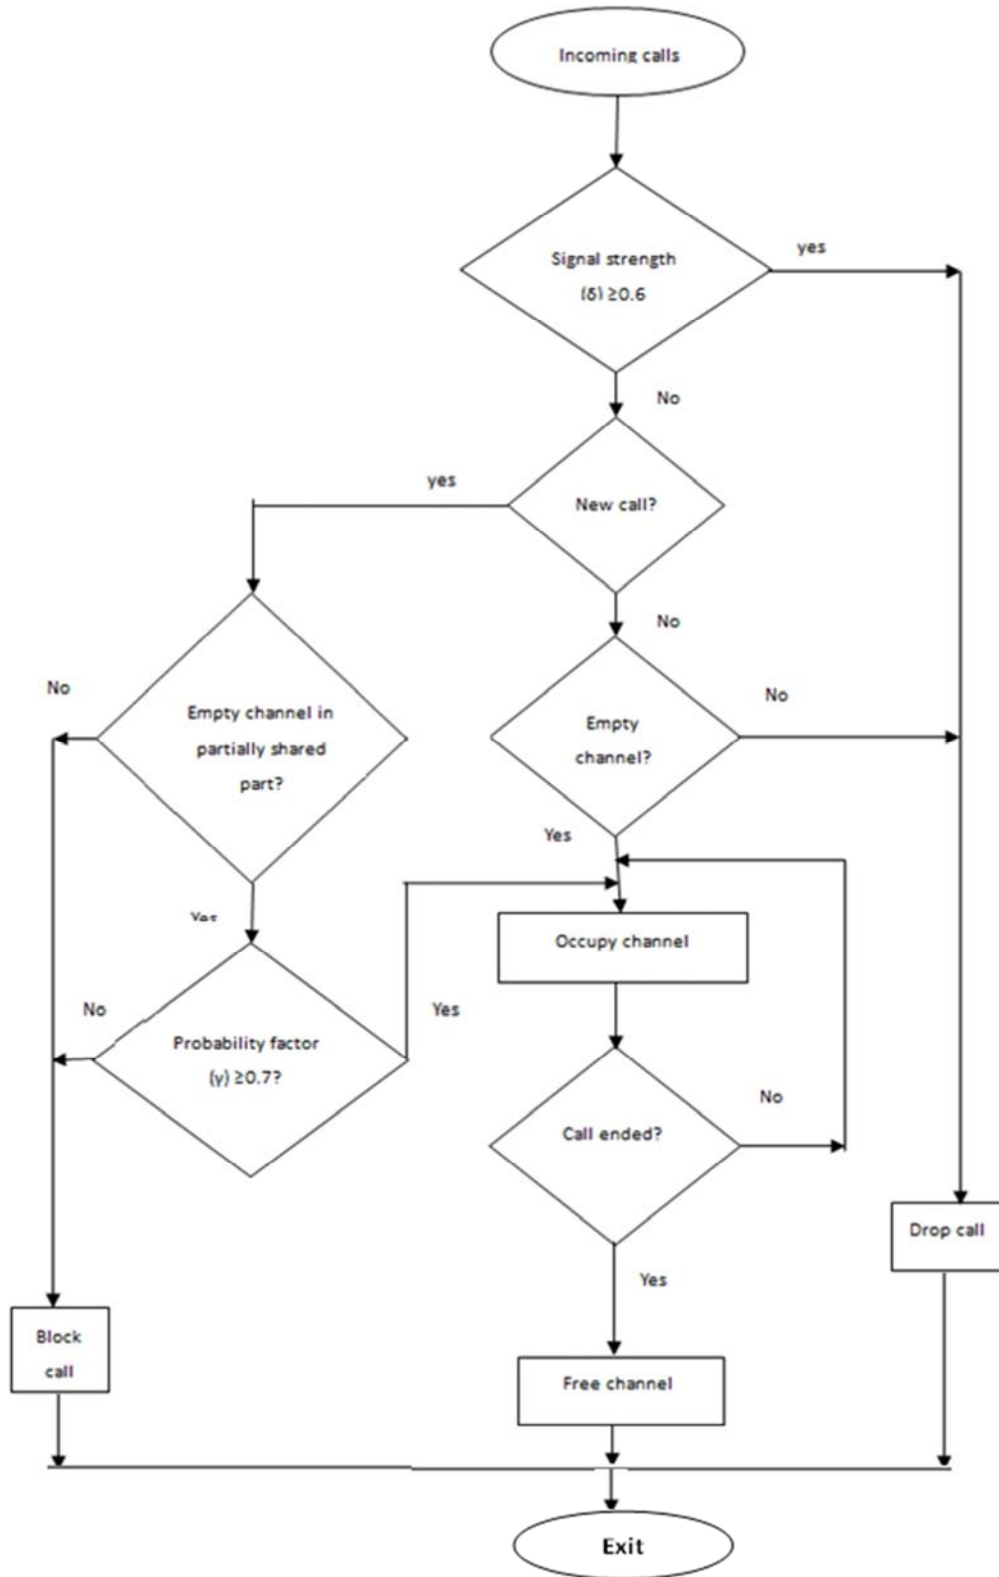 Incoming calls
Signal strength
(δ) ≥0.6
yes
No
New call?
yes
No
Empty channel in
partially shared
part?
No
Empty
channel?
No
Yes
Yes
Occupy channel
Probability factor
(γ) ≥0.7?
No
Yes
Call ended?
No
Yes
Drop call
Block
call
Free channel
Exit